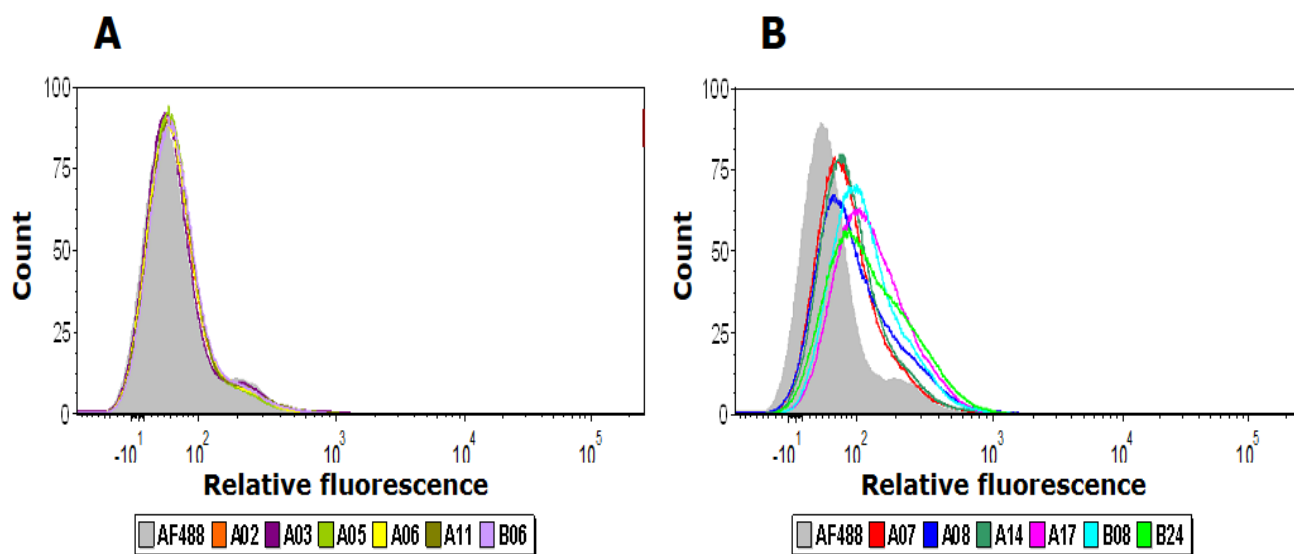 A
B
100
75
50
25
0
Count
-10^1 10^2 10^3 10^4 10^5
Relative fluorescence
AF488 A02 A03 A05 A06 A11 B06
100
75
50
25
0
Count
-10^1 10^2 10^3 10^4 10^5
Relative fluorescence
AF488 A07 A08 A14 A17 B08 B24